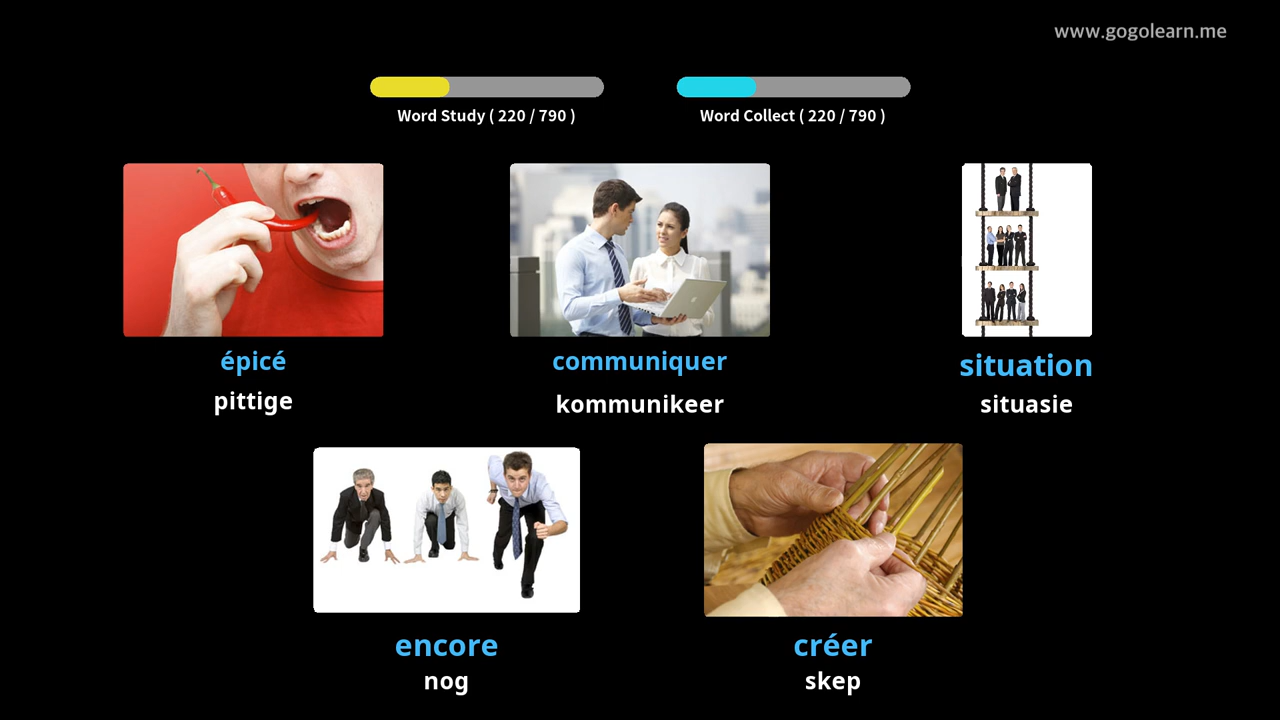 www.gogolearn.me
Word Study ( 220 / 790 )
Word Collect ( 220 / 790 )
épicé
communiquer
situation
pittige
kommunikeer
situasie
encore
créer
nog
skep